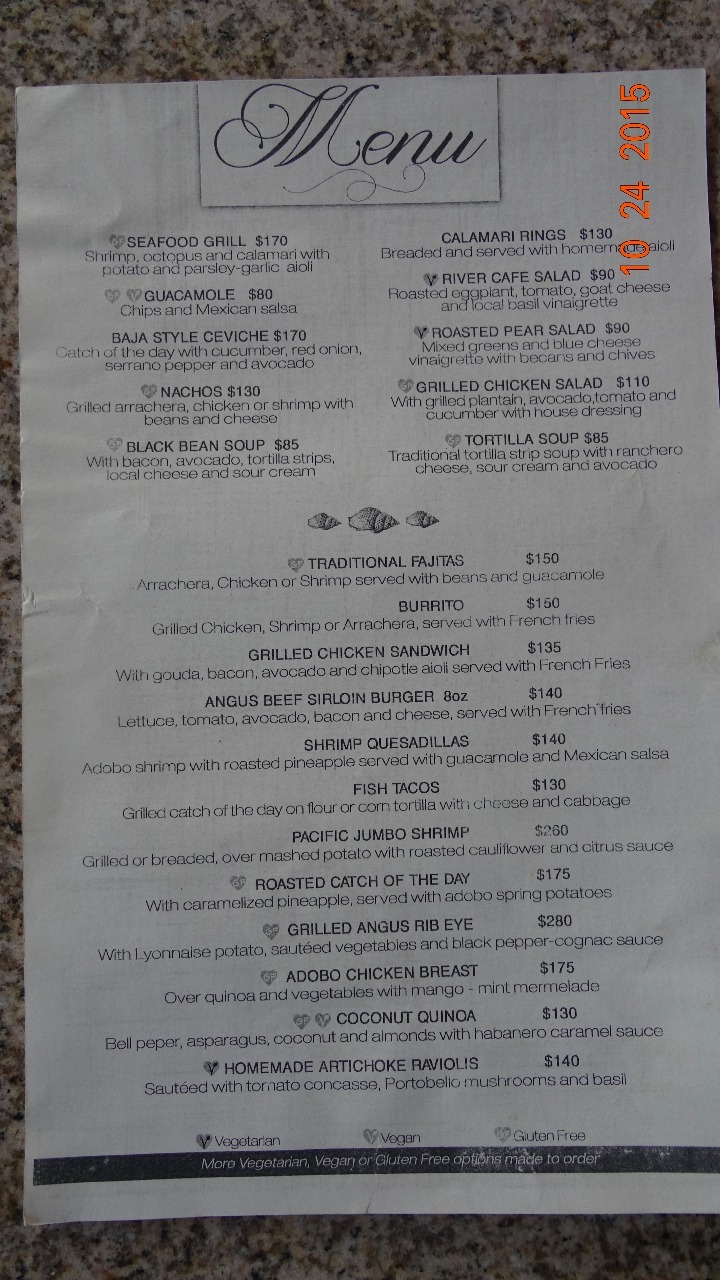 Menu
10 24 2015
SEAFOOD GRILL $170
Shrimp, octopus and calamari with
potato and parsley-garlic aioli
GUACAMOLE $80
Chips and Mexican salsa
BAJA STYLE CEVICHE $170
Catch of the day with cucumber, red onion,
serrano pepper and avocado
NACHOS $130
Grilled arrachera, chicken or shrimp with
beans and cheese
BLACK BEAN SOUP $85
With bacon, avocado, tortilla strips,
local cheese and sour cream
CALAMARI RINGS $130
Breaded and served with homemade aioli
RIVER CAFE SALAD $90
Roasted eggplant, tomato, goat cheese
and local basil vinaigrette
ROASTED PEAR SALAD $90
Mixed greens and blue cheese
vinaigrette with becans and chives
GRILLED CHICKEN SALAD $110
With grilled plantain, avocado,tomato and
cucumber with house dressing
TORTILLA SOUP $85
Traditional tortilla strip soup with ranchero
cheese, sour cream and avocado
TRADITIONAL FAJITAS $150
Arrachera, Chicken or Shrimp served with beans and guacamole
BURRITO $150
Grilled Chicken, Shrimp or Arrachera, served with French fries
GRILLED CHICKEN SANDWICH $135
With gouda, bacon, avocado and chipotle aioli served with French Fries
ANGUS BEEF SIRLOIN BURGER 8oz $140
Lettuce, tomato, avocado, bacon and cheese, served with French fries
SHRIMP QUESADILLAS $140
Adobo shrimp with roasted pineapple served with guacamole and Mexican salsa
FISH TACOS $130
Grilled catch of the day on flour or corn tortilla with cheese and cabbage
PACIFIC JUMBO SHRIMP $260
Grilled or breaded, over mashed potato with roasted cauliflower and citrus sauce
GF ROASTED CATCH OF THE DAY $175
With caramelized pineapple, served with adobo spring potatoes
GF GRILLED ANGUS RIB EYE $280
With Lyonnaise potato, sautéed vegetables and black pepper-cognac sauce
GF ADOBO CHICKEN BREAST $175
Over quinoa and vegetables with mango - mint mermelade
GF V COCONUT QUINOA $130
Bell peper, asparagus, coconut and almonds with habanero caramel sauce
V HOMEMADE ARTICHOKE RAVIOLIS $140
Sautéed with tomato concasse, Portobello mushrooms and basil
V Vegetarian V Vegan GF Gluten Free
More Vegetarian, Vegan or Gluten Free options made to order